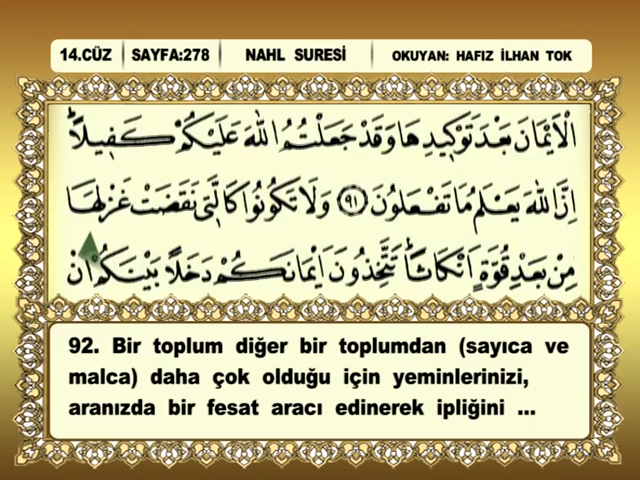 14.CÜZ SAYFA:278 NAHL SURESİ OKUYAN: HAFIZ İLHAN TOK
الْاَيْمَانَ بَعْدَ تَوْكٖيدِهَا وَقَدْ جَعَلْتُمُ اللّٰهَ عَلَيْكُمْ كَفٖيلًاؕ
اِنَّ اللّٰهَ يَعْلَمُ مَا تَفْعَلُونَ ﴿٩١﴾ وَلَا تَكُونُوا كَالَّتٖي نَقَضَتْ غَزْلَهَا
مِنْ بَعْدِ قُوَّةٍ اَنْكَاثًاؕ تَتَّخِذُونَ اَيْمَانَكُمْ دَخَلًا بَيْنَكُمْ اَنْ
92. Bir toplum diğer bir toplumdan (sayıca ve
malca) daha çok olduğu için yeminlerinizi,
aranızda bir fesat aracı edinerek ipliğini ...